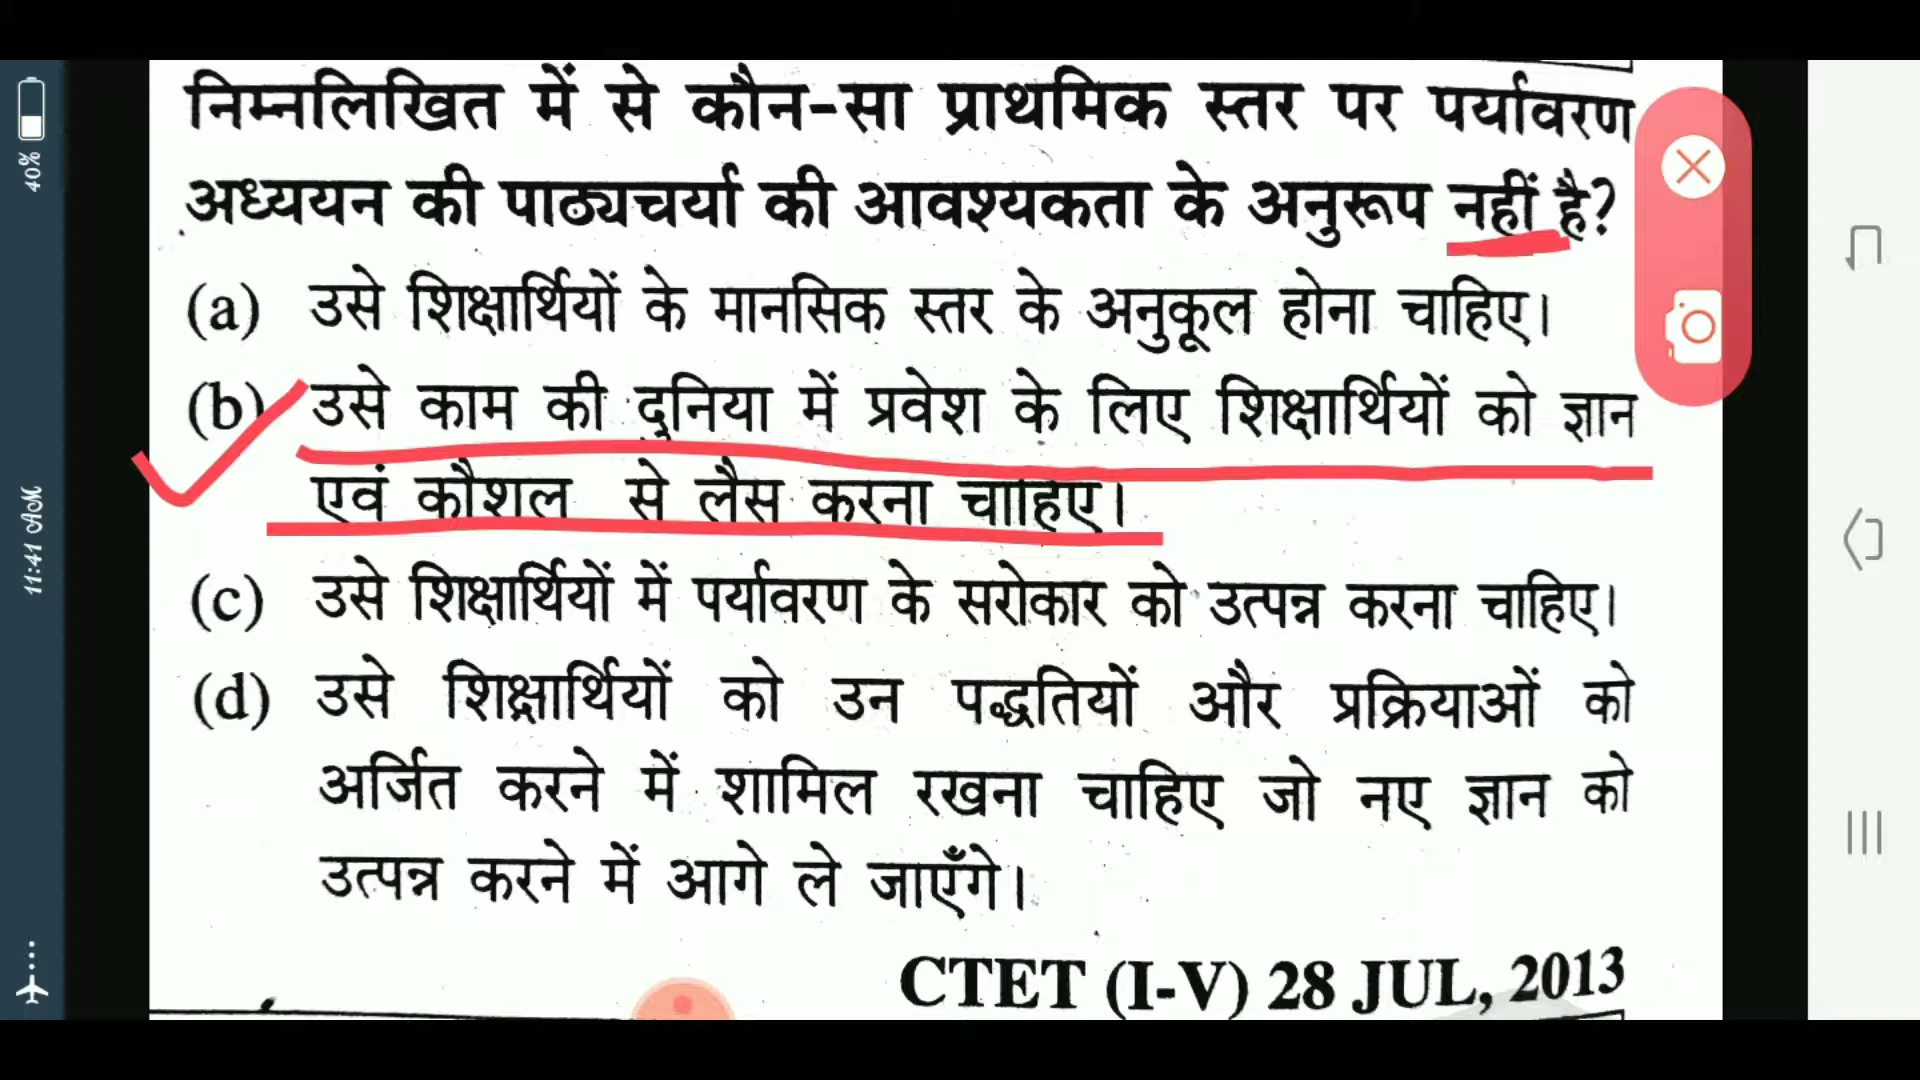 निम्नलिखित में से कौन-सा प्राथमिक स्तर पर पर्यावरण
अध्ययन की पाठ्यचर्या की आवश्यकता के अनुरूप नहीं है?
(a) उसे शिक्षार्थियों के मानसिक स्तर के अनुकूल होना चाहिए।
(b) उसे काम की दुनिया में प्रवेश के लिए शिक्षार्थियों को ज्ञान
एवं कौशल से लैस करना चाहिए।
(c) उसे शिक्षार्थियों में पर्यावरण के सरोकार को उत्पन्न करना चाहिए।
(d) उसे शिक्षार्थियों को उन पद्धतियों और प्रक्रियाओं को
अर्जित करने में शामिल रखना चाहिए जो नए ज्ञान को
उत्पन्न करने में आगे ले जाएँगे।
CTET (I-V) 28 JUL, 2013
40%
11:41 AM